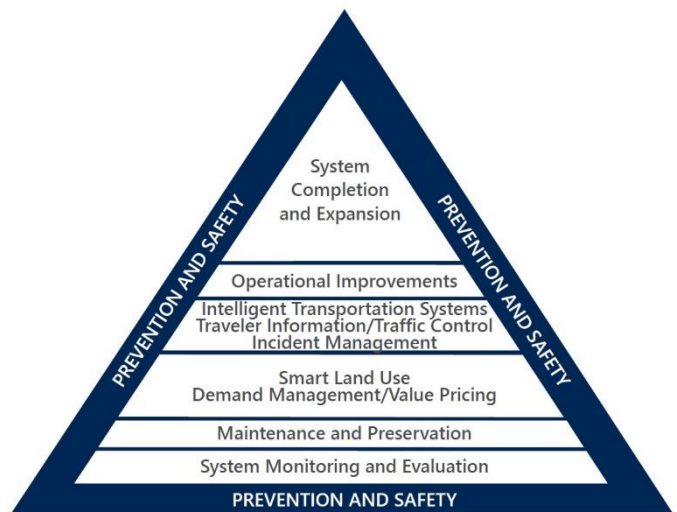 System
Completion
and Expansion
PREVENTION AND SAFETY
PREVENTION AND SAFETY
Operational Improvements
Intelligent Transportation Systems
Traveler Information/Traffic Control
Incident Management
Smart Land Use
Demand Management/Value Pricing
Maintenance and Preservation
System Monitoring and Evaluation
PREVENTION AND SAFETY